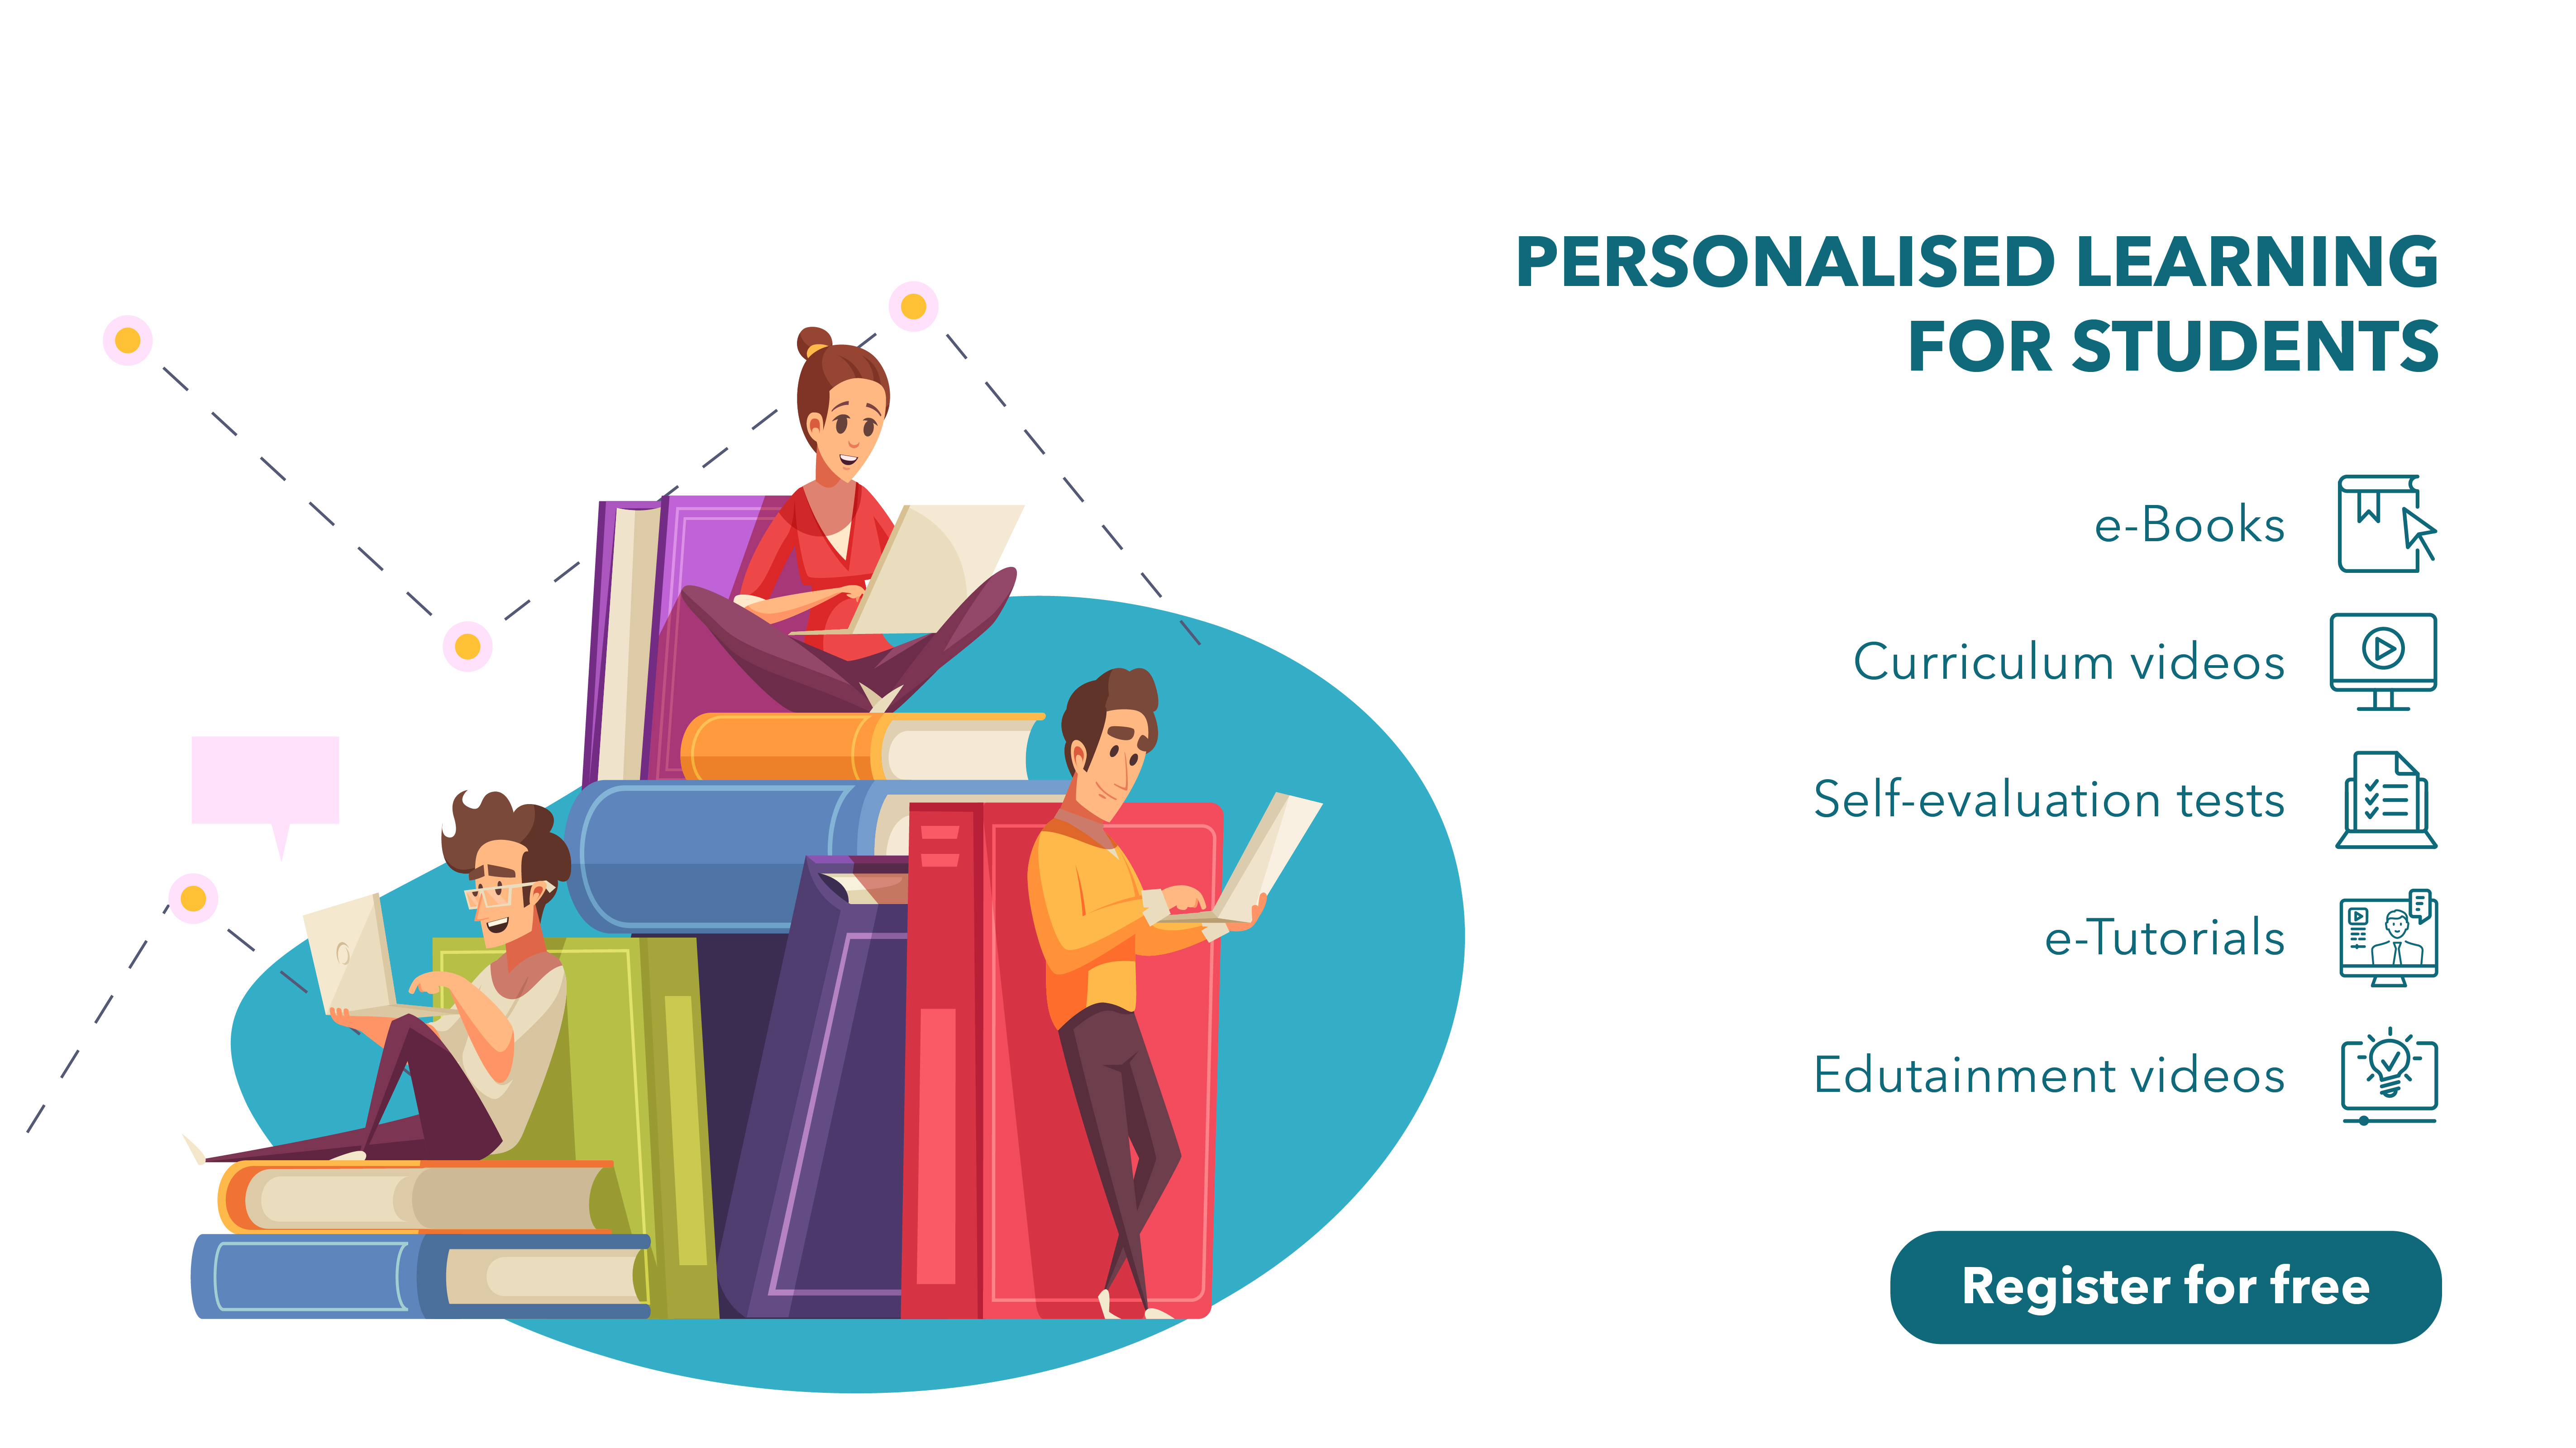 PERSONALISED LEARNING
FOR STUDENTS
e-Books
Curriculum videos
Self-evaluation tests
e-Tutorials
Edutainment videos
Register for free